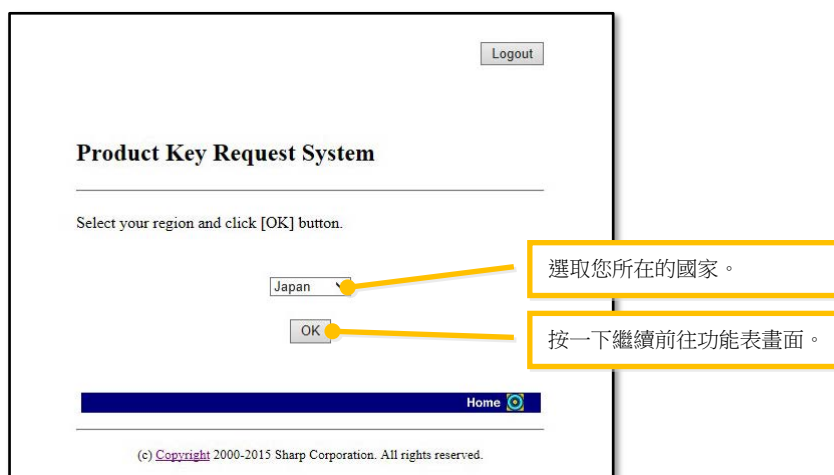 Logout
Product Key Request System
Select your region and click [OK] button.
選取您所在的國家。
Japan
按一下繼續前往功能表畫面。
OK
Home
(c) Copyright 2000-2015 Sharp Corporation. All rights reserved.